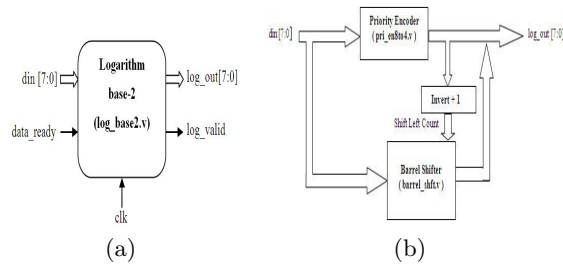 din [7:0]
data_ready
Logarithm
base-2
(log_base2.v)
log_out[7:0]
log_valid
clk
(a)
din [7:0]
Priority Encoder
( pri_en8to4.v )
log_out [7:0]
Invert + 1
Shift Left Count
Barrel Shifter
( barrel_shft.v)
(b)